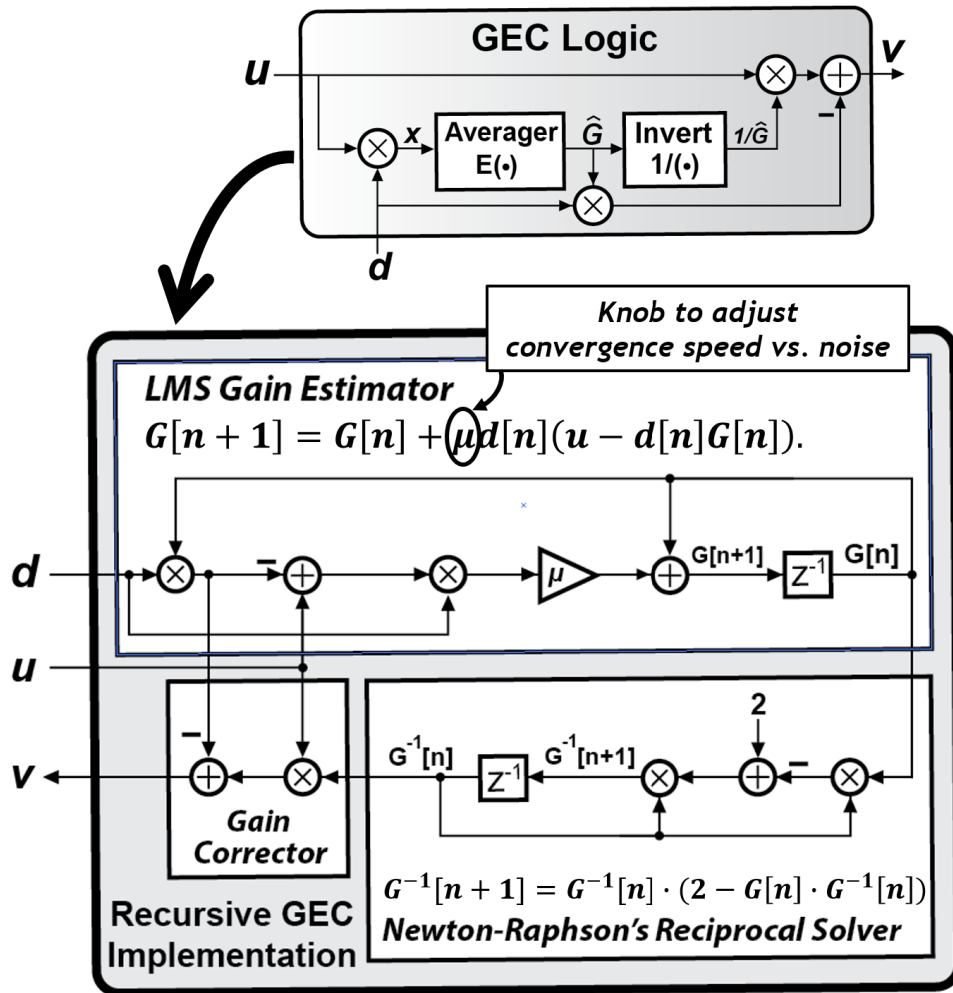 GEC Logic
u
v
x
Averager
E(•)
Ĝ
Invert
1/(•)
1/Ĝ
−
d
Knob to adjust
convergence speed vs. noise
LMS Gain Estimator
G[n + 1] = G[n] + μd[n](u − d[n]G[n]).
d
−
μ
G[n+1]
Z⁻¹
G[n]
u
−
v
Gain
Corrector
G⁻¹[n]
Z⁻¹
G⁻¹[n+1]
2
−
G⁻¹[n + 1] = G⁻¹[n] · (2 − G[n] · G⁻¹[n])
Newton-Raphson's Reciprocal Solver
Recursive GEC
Implementation